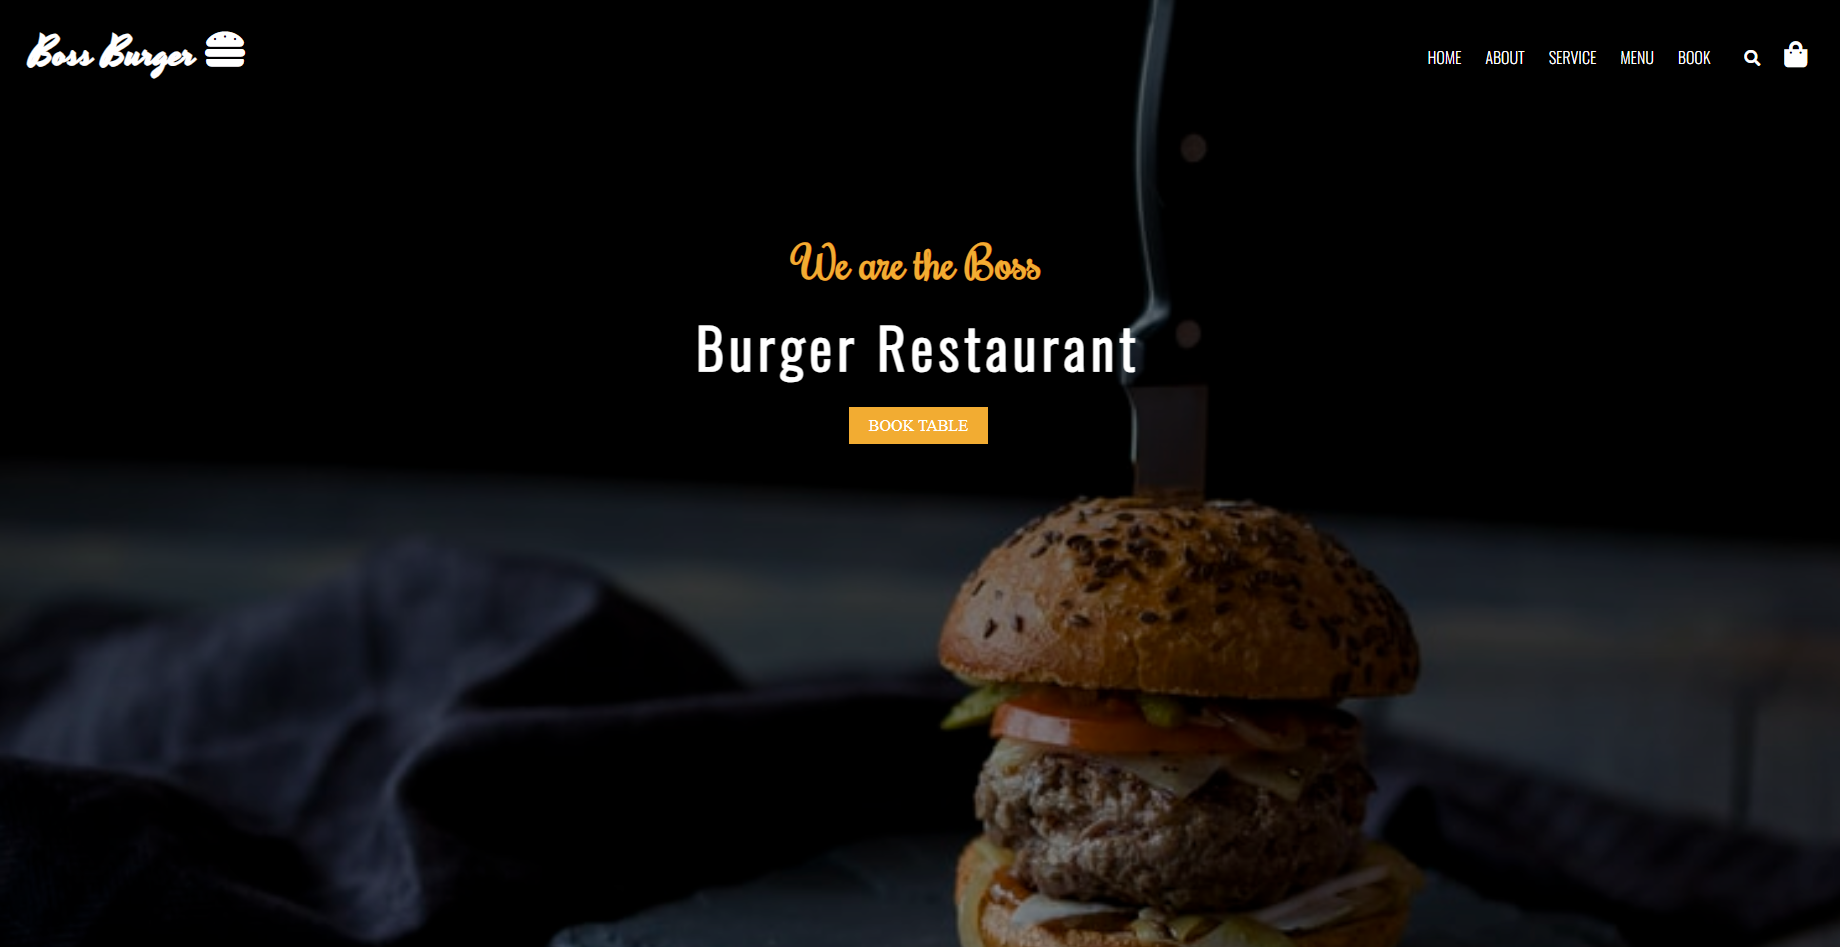 Boss Burger
HOME ABOUT SERVICE MENU BOOK
We are the Boss
Burger Restaurant
BOOK TABLE